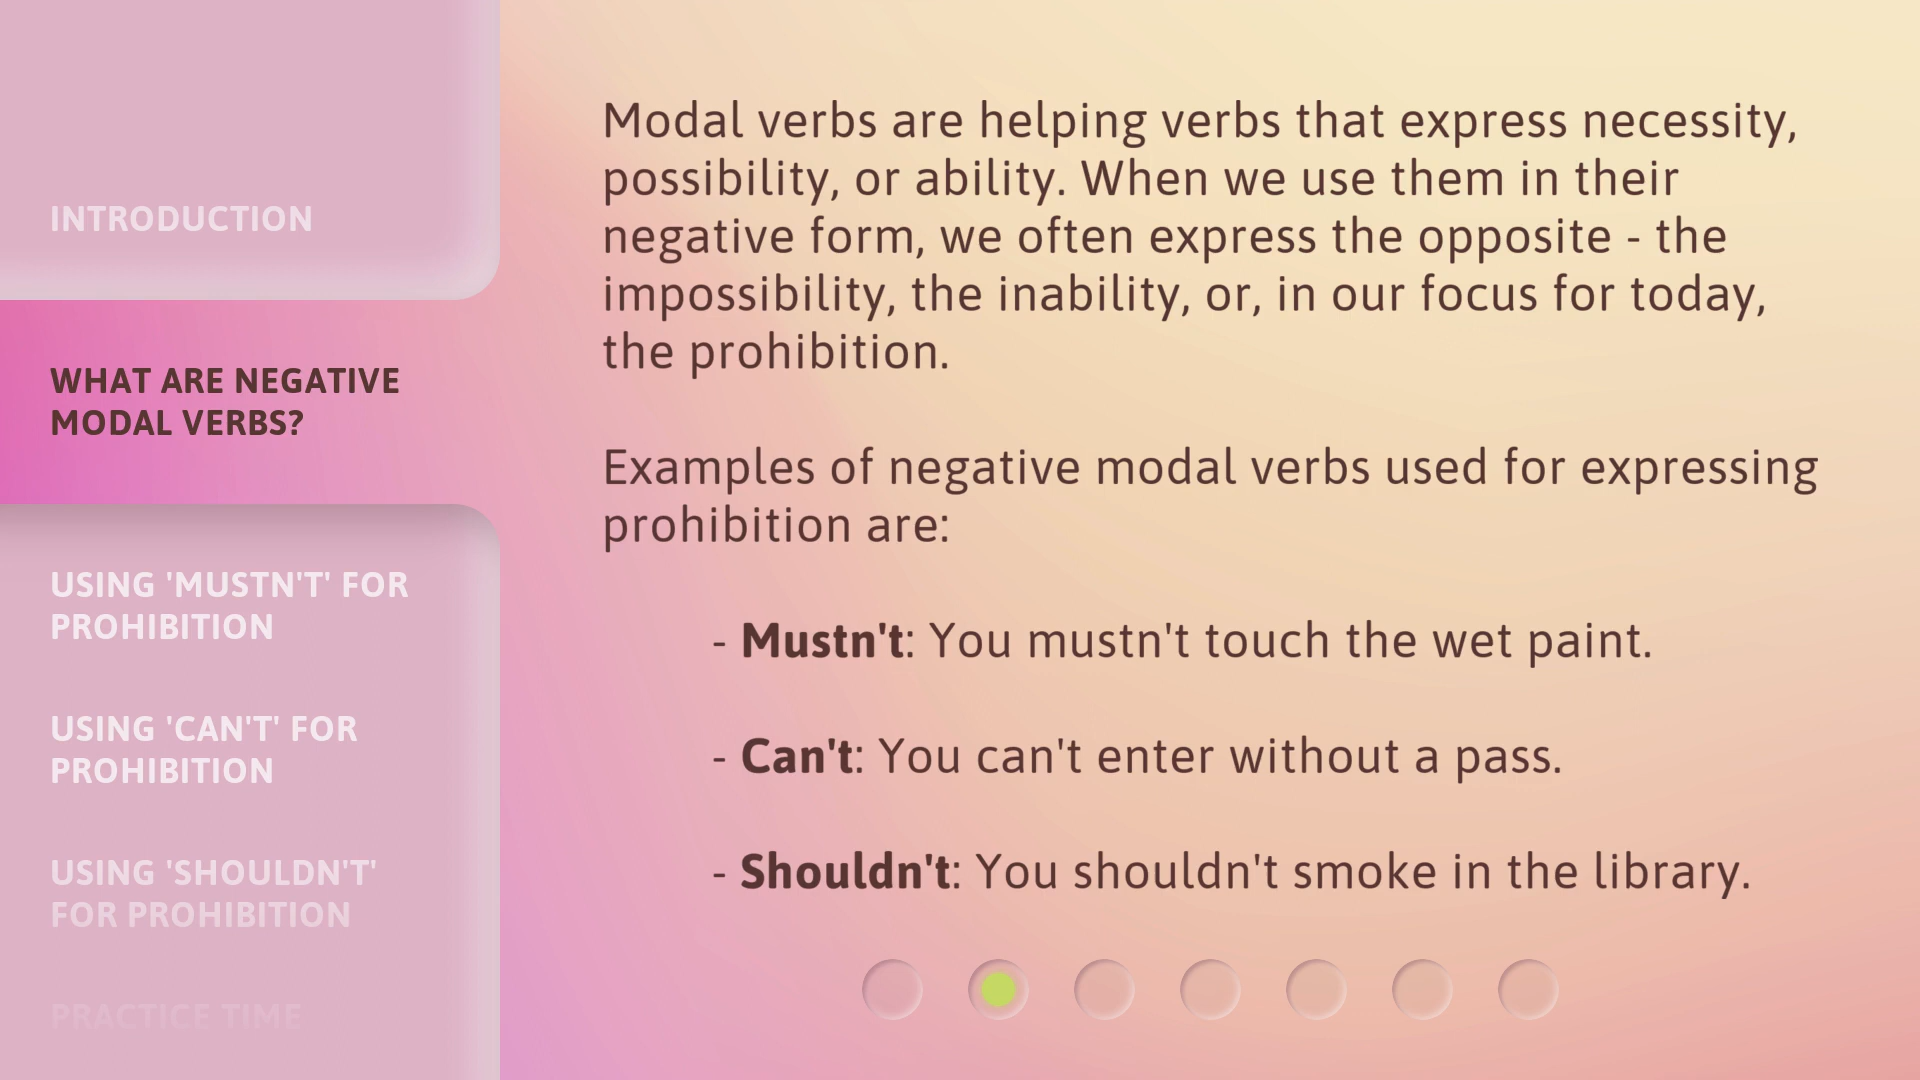 INTRODUCTION
WHAT ARE NEGATIVE
MODAL VERBS?
USING 'MUSTN'T' FOR
PROHIBITION
USING 'CAN'T' FOR
PROHIBITION
USING 'SHOULDN'T'
FOR PROHIBITION
PRACTICE TIME
Modal verbs are helping verbs that express necessity,
possibility, or ability. When we use them in their
negative form, we often express the opposite - the
impossibility, the inability, or, in our focus for today,
the prohibition.
Examples of negative modal verbs used for expressing
prohibition are:
- Mustn't: You mustn't touch the wet paint.
- Can't: You can't enter without a pass.
- Shouldn't: You shouldn't smoke in the library.